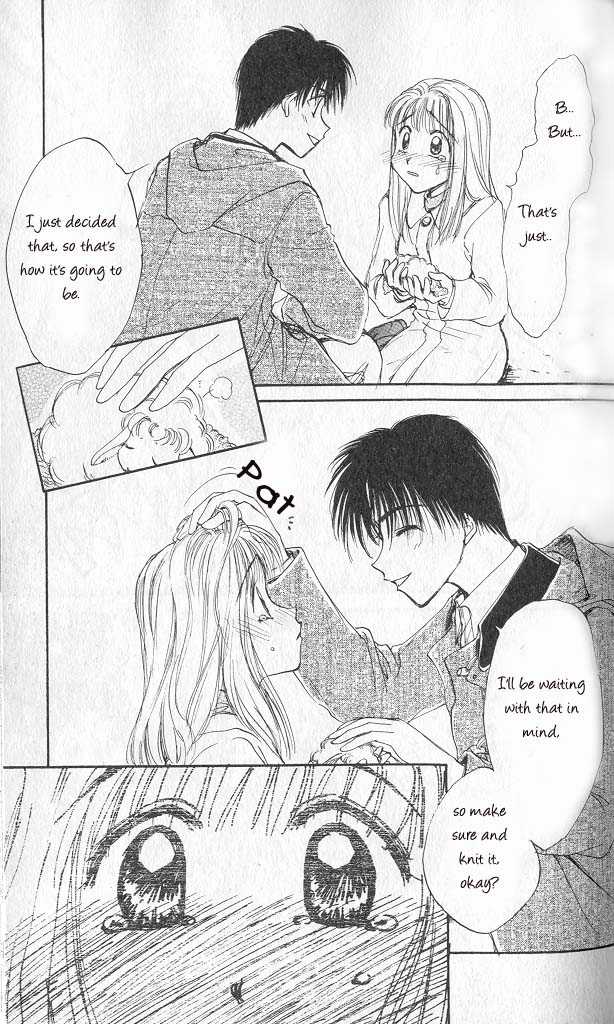 B...
But...
That's
just..
I just decided
that, so that's
how it's going to
be.
Pat
I'll be waiting
with that in
mind,
so make
sure and
knit it,
okay?